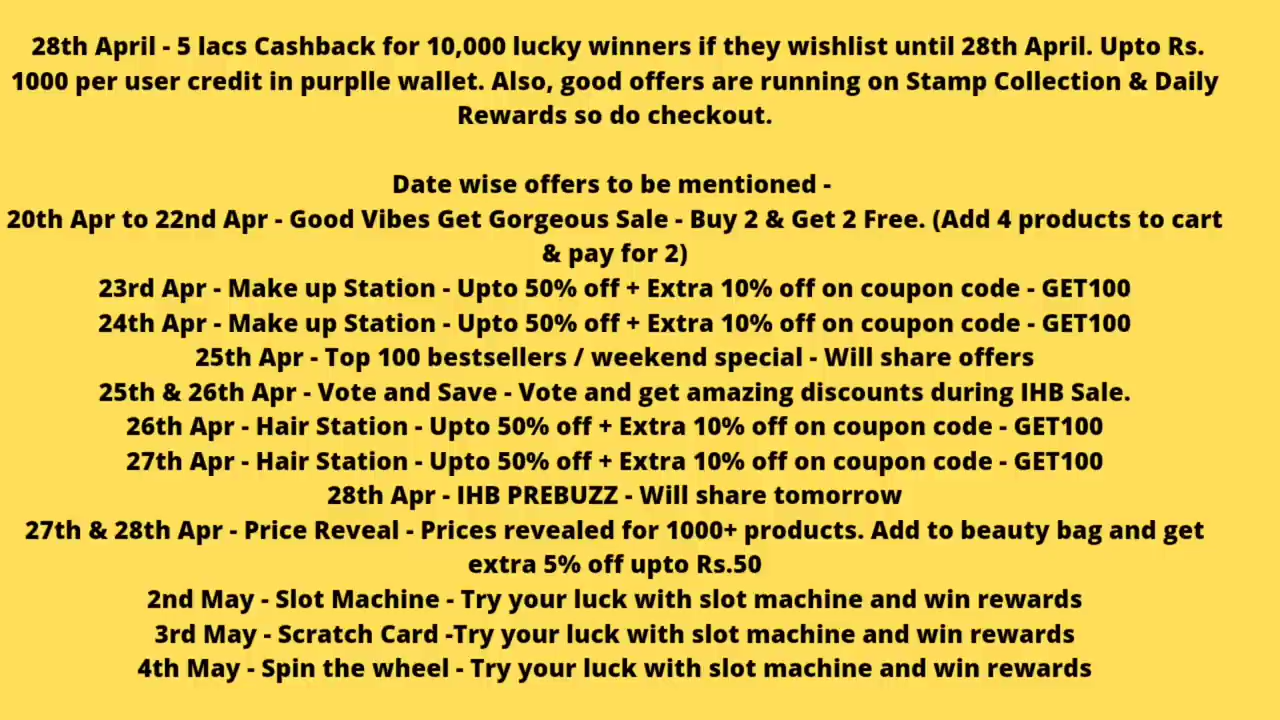 28th April - 5 lacs Cashback for 10,000 lucky winners if they wishlist until 28th April. Upto Rs.
1000 per user credit in purplle wallet. Also, good offers are running on Stamp Collection & Daily
Rewards so do checkout.
Date wise offers to be mentioned -
20th Apr to 22nd Apr - Good Vibes Get Gorgeous Sale - Buy 2 & Get 2 Free. (Add 4 products to cart
& pay for 2)
23rd Apr - Make up Station - Upto 50% off + Extra 10% off on coupon code - GET100
24th Apr - Make up Station - Upto 50% off + Extra 10% off on coupon code - GET100
25th Apr - Top 100 bestsellers / weekend special - Will share offers
25th & 26th Apr - Vote and Save - Vote and get amazing discounts during IHB Sale.
26th Apr - Hair Station - Upto 50% off + Extra 10% off on coupon code - GET100
27th Apr - Hair Station - Upto 50% off + Extra 10% off on coupon code - GET100
28th Apr - IHB PREBUZZ - Will share tomorrow
27th & 28th Apr - Price Reveal - Prices revealed for 1000+ products. Add to beauty bag and get
extra 5% off upto Rs.50
2nd May - Slot Machine - Try your luck with slot machine and win rewards
3rd May - Scratch Card -Try your luck with slot machine and win rewards
4th May - Spin the wheel - Try your luck with slot machine and win rewards